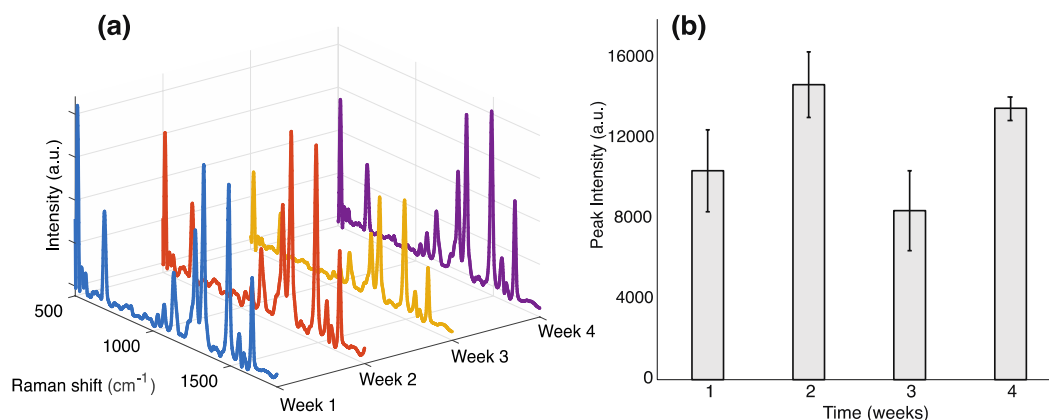 (a)
Intensity (a.u.)
500
1000
1500
Raman shift (cm⁻¹)
Week 1
Week 2
Week 3
Week 4
(b)
Peak Intensity (a.u.)
16000
12000
8000
4000
0
1 2 3 4
Time (weeks)